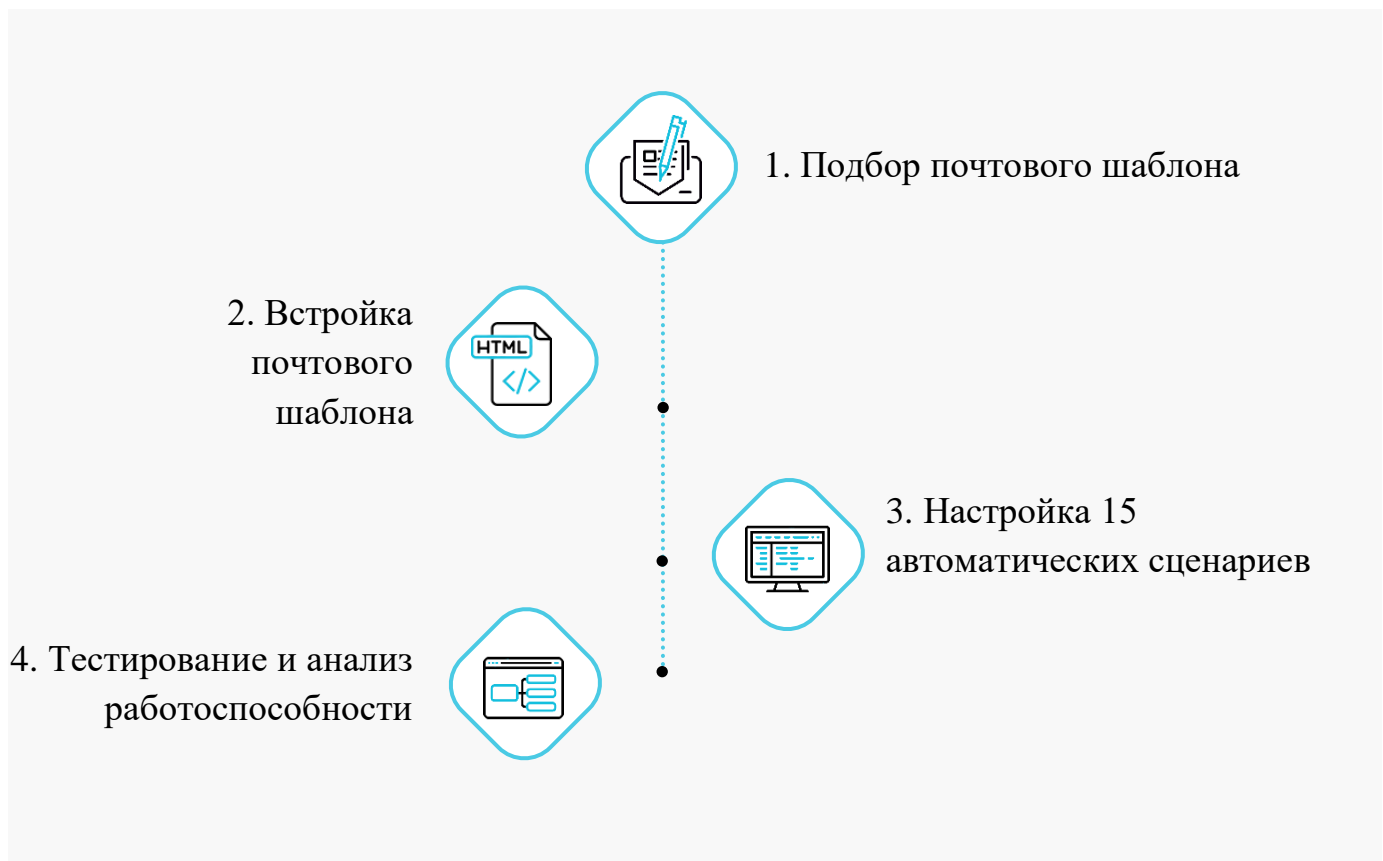 1. Подбор почтового шаблона
2. Встройка
почтового
шаблона
HTML
</>
3. Настройка 15
автоматических сценариев
4. Тестирование и анализ
работоспособности